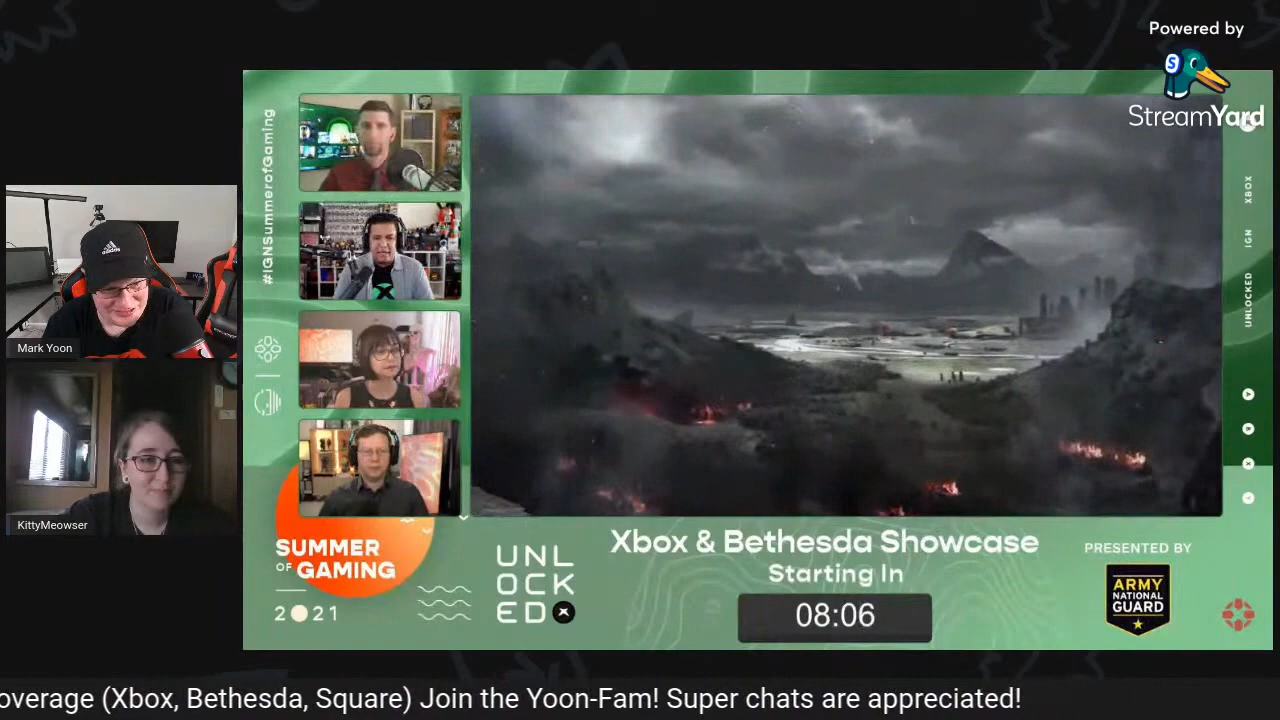 Powered by
StreamYard
#IGNSummerofGaming
XBOX
IGN
UNLOCKED
adidas
Mark Yoon
KittyMeowser
SUMMER
OF GAMING
2021
UNL
OCK
ED
Xbox & Bethesda Showcase
Starting In
08:06
PRESENTED BY
ARMY
NATIONAL
GUARD
overage (Xbox, Bethesda, Square) Join the Yoon-Fam! Super chats are appreciated!